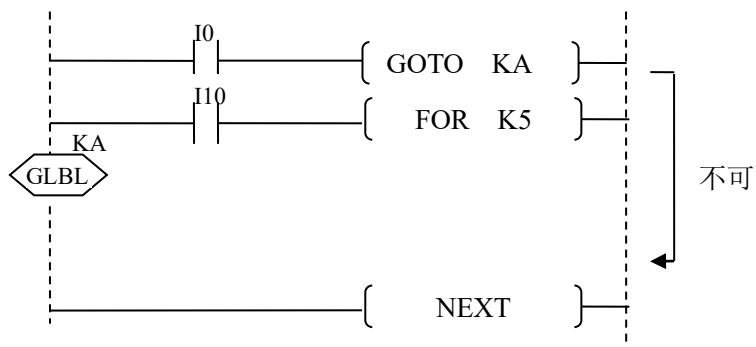 I0
GOTO KA
I10
FOR K5
KA
GLBL
不可
NEXT